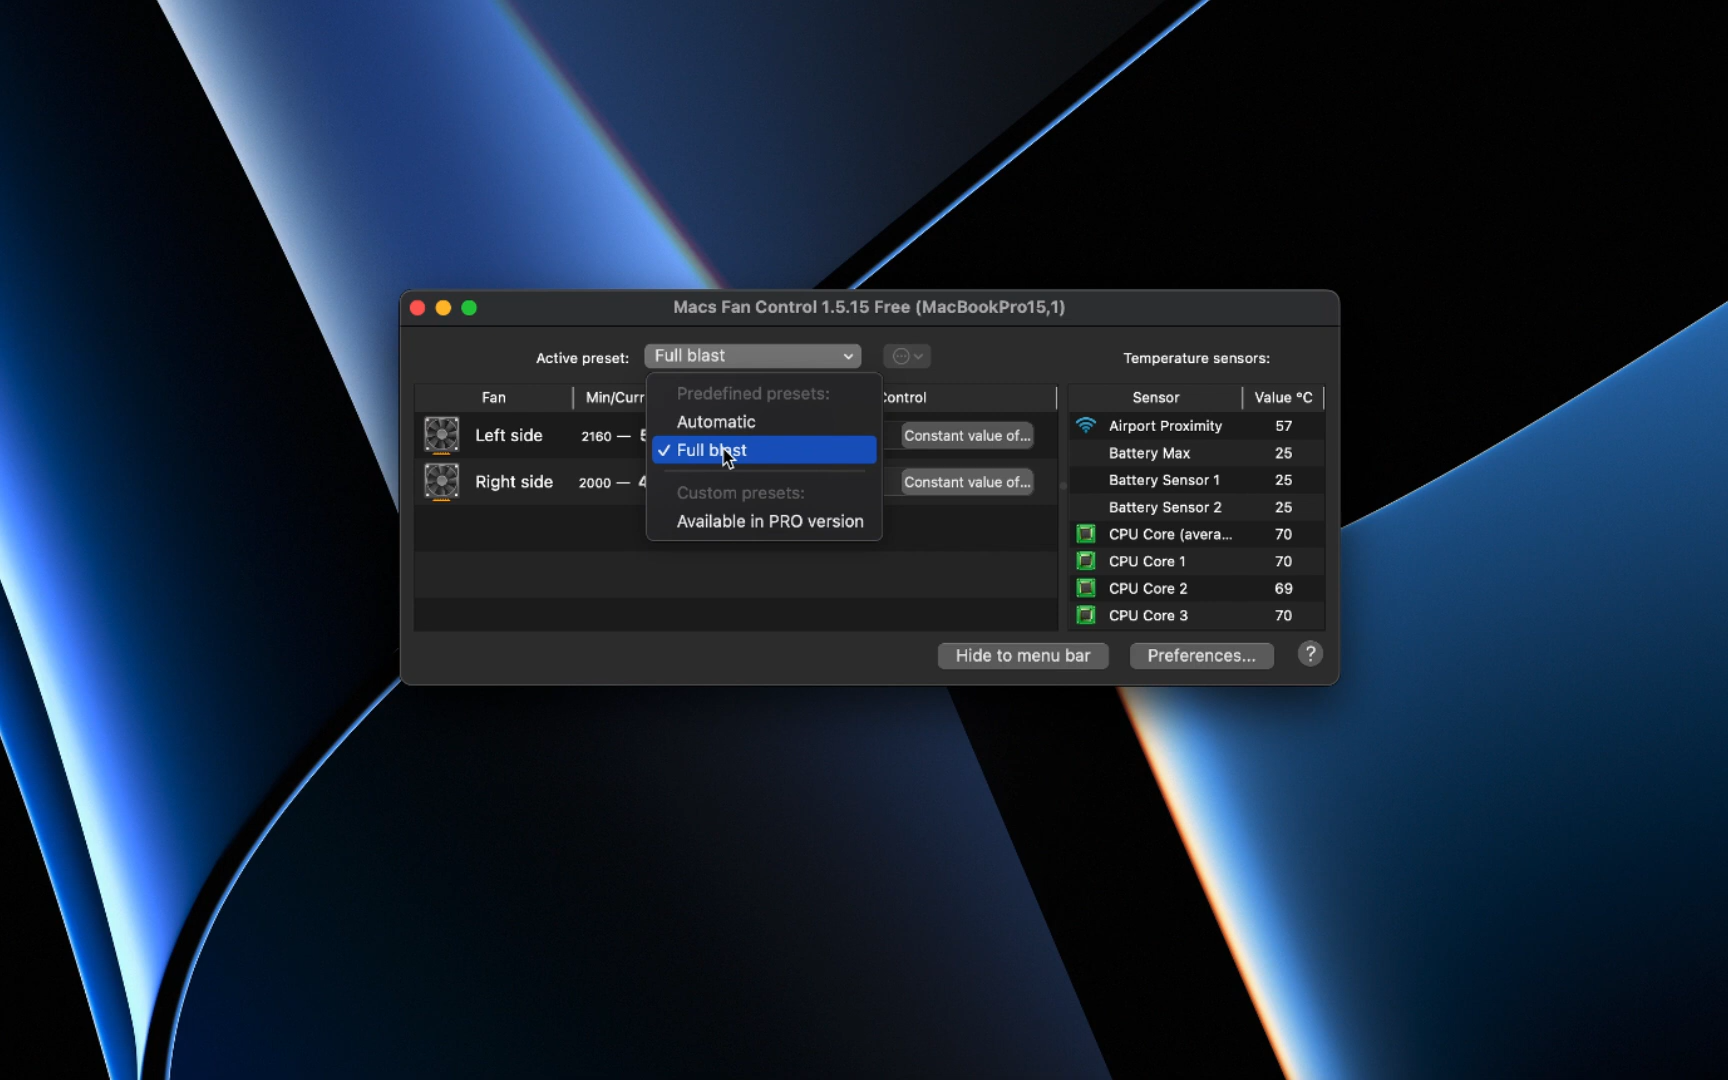 Macs Fan Control 1.5.15 Free (MacBookPro15,1)
Active preset: Full blast
Temperature sensors:
Fan Min/Curr
Predefined presets:
Automatic
✓ Full blast
Custom presets:
Available in PRO version
Left side 2160 — Constant value of...
Right side 2000 — Constant value of...
Sensor Value °C
Airport Proximity 57
Battery Max 25
Battery Sensor 1 25
Battery Sensor 2 25
CPU Core (avera... 70
CPU Core 1 70
CPU Core 2 69
CPU Core 3 70
Hide to menu bar Preferences... ?